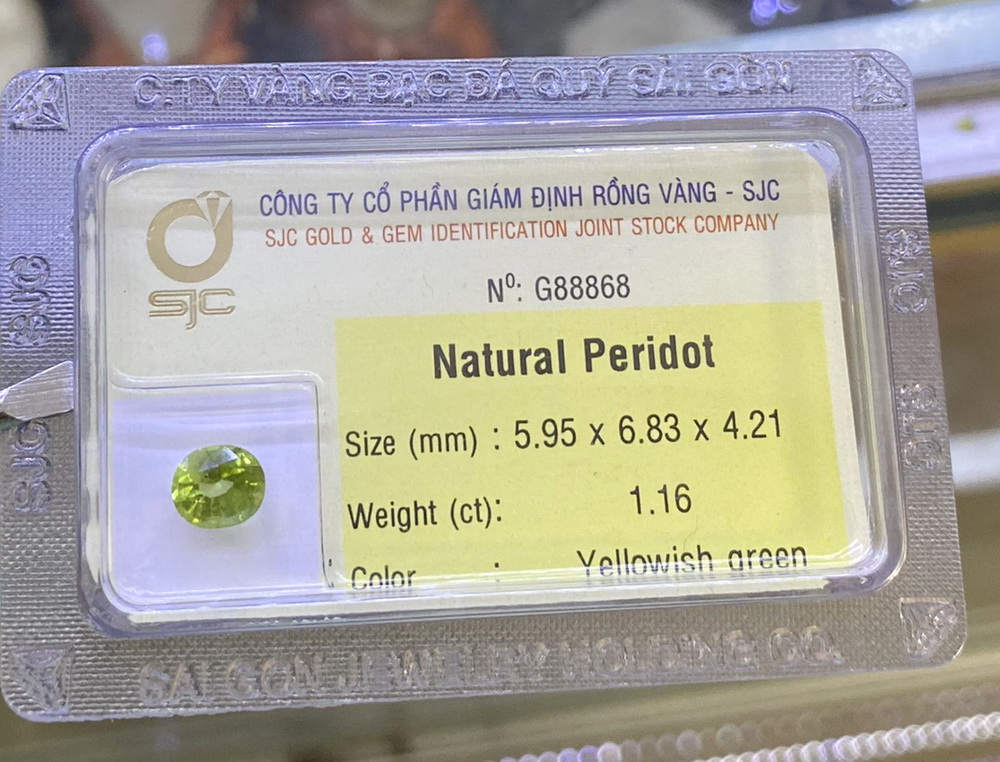 C.TY VÀNG BẠC ĐÁ QUÝ SÀI GÒN
CÔNG TY CỔ PHẦN GIÁM ĐỊNH RỒNG VÀNG - SJC
SJC GOLD & GEM IDENTIFICATION JOINT STOCK COMPANY
SJC
Nº: G88868
Natural Peridot
Size (mm) : 5.95 x 6.83 x 4.21
Weight (ct): 1.16
Color : Yellowish green
SJC
SJC
SJC
SAI GON JEWELRY HOLDING CO.